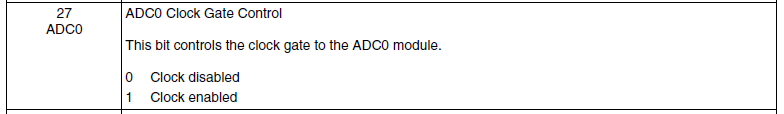 27
ADC0
ADC0 Clock Gate Control
This bit controls the clock gate to the ADC0 module.
0 Clock disabled
1 Clock enabled